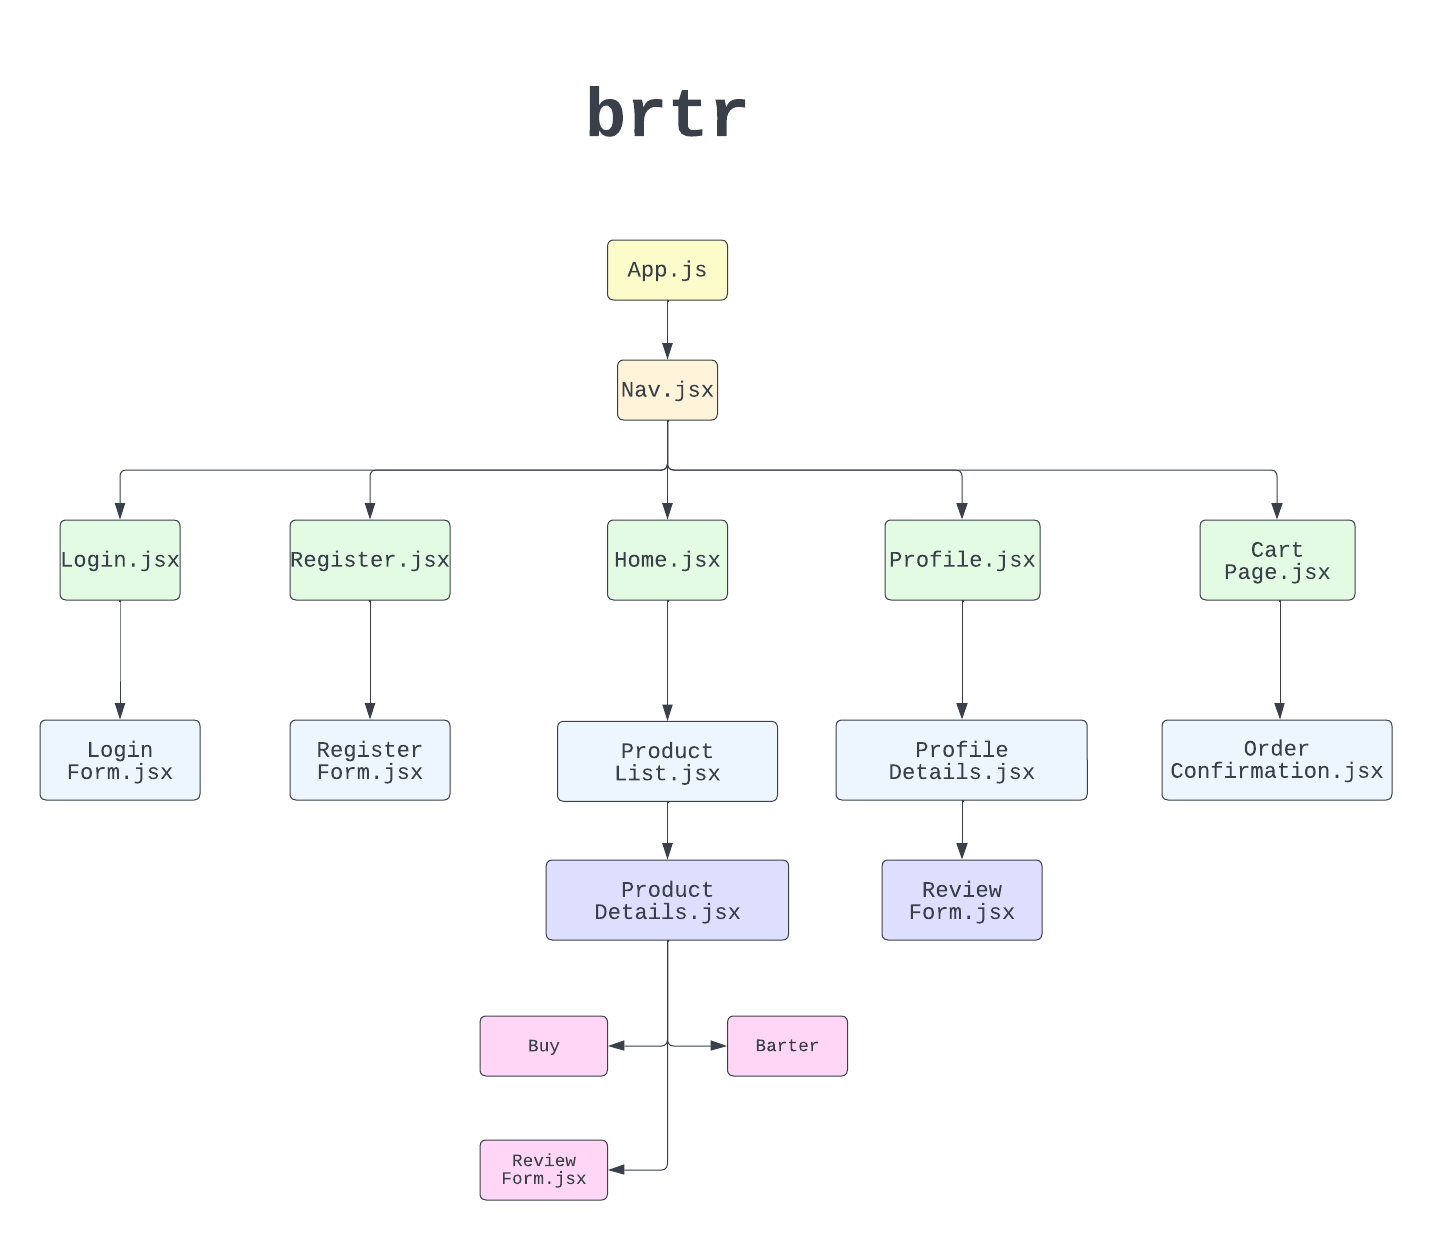 brtr
App.js
Nav.jsx
Login.jsx
Register.jsx
Home.jsx
Profile.jsx
Cart
Page.jsx
Login
Form.jsx
Register
Form.jsx
Product
List.jsx
Profile
Details.jsx
Order
Confirmation.jsx
Product
Details.jsx
Review
Form.jsx
Buy
Barter
Review
Form.jsx